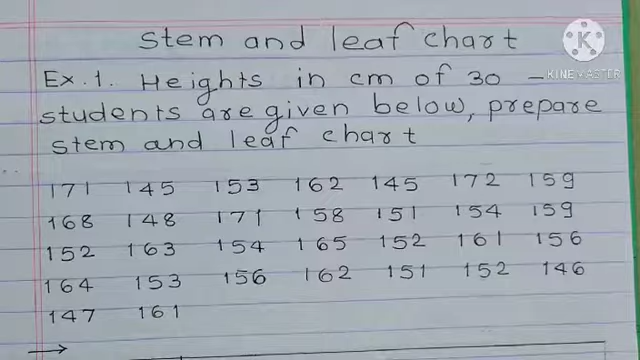 stem and leaf chart
K
KINEMASTER
Ex. 1. Heights in cm of 30 -
students are given below, prepare
stem and leaf chart
171 145 153 162 145 172 159
168 148 171 158 151 154 159
152 163 154 165 152 161 156
164 153 156 162 151 152 146
147 161
→